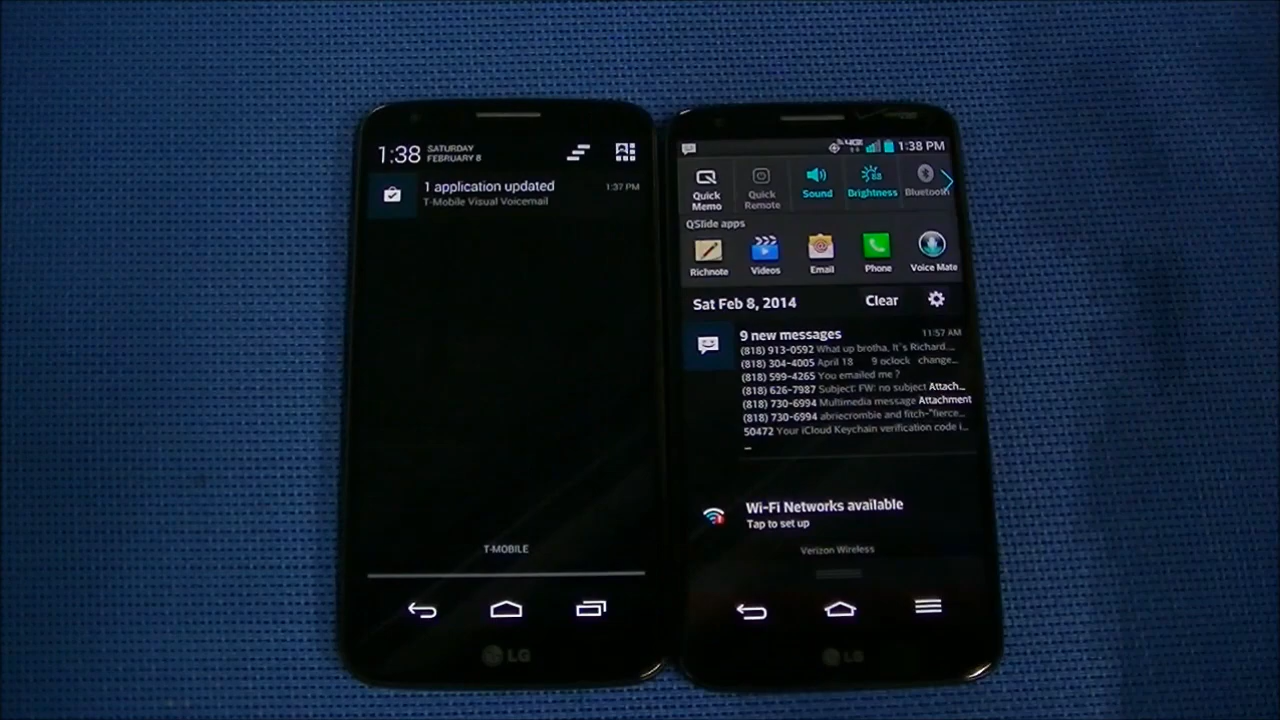 1:38 SATURDAY
FEBRUARY 8
1 application updated 1:37 PM
T-Mobile Visual Voicemail
T-MOBILE
LG
1:38 PM
Quick Memo
Quick Remote
Sound
Brightness
Bluetooth
QSlide apps
Richnote
Videos
Email
Phone
Voice Mate
Sat Feb 8, 2014 Clear
9 new messages 11:57 AM
(818) 913-0592 What up brotha, It's Richard....
(818) 304-4005 April 18 9 oclock change...
(818) 599-4265 You emailed me ?
(818) 626-7987 Subject: FW: no subject Attach...
(818) 730-6994 Multimedia message Attachment
(818) 730-6994 abriecrombie and fitch-"fierce...
50472 Your iCloud Keychain verification code i...
...
Wi-Fi Networks available
Tap to set up
Verizon Wireless
LG